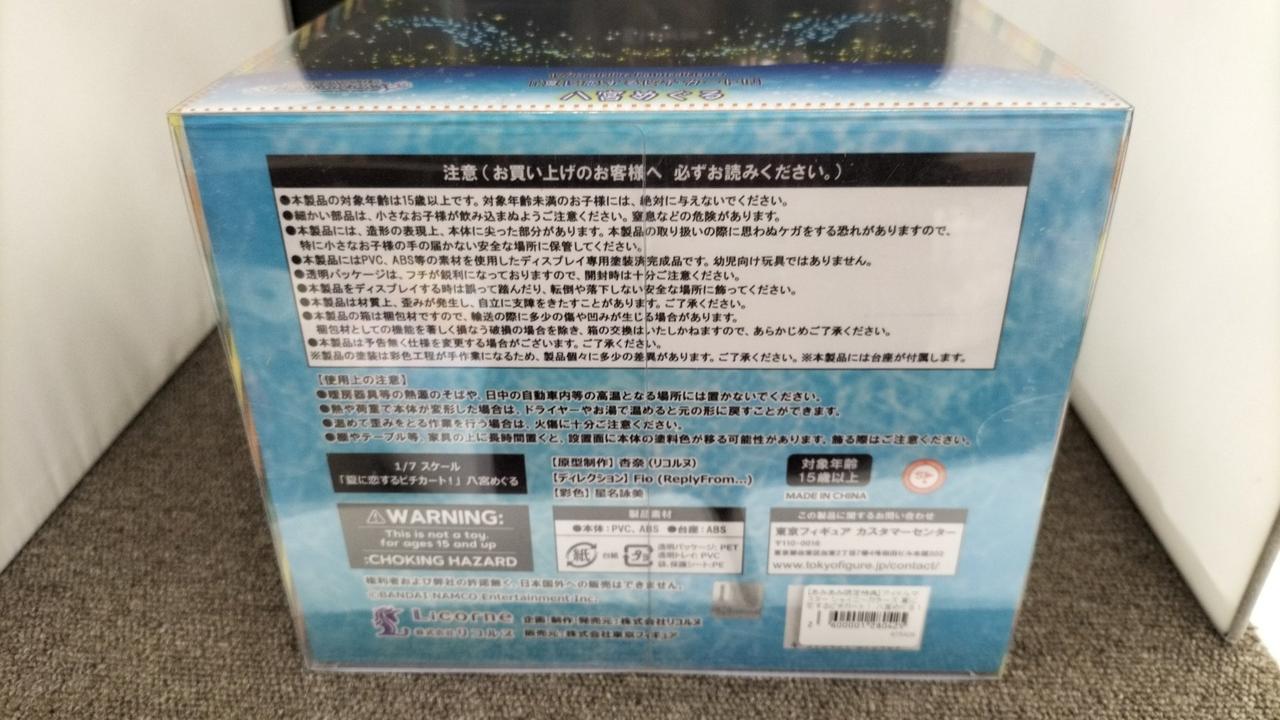 注意(お買い上げのお客様へ 必ずお読みください。)
●本製品の対象年齢は15歳以上です。対象年齢未満のお子様には、絶対に与えないでください。
●細かい部品は、小さなお子様が飲み込まぬようご注意ください。窒息などの危険があります。
●本製品には、造形の表現上、本体に尖った部分があります。本製品の取り扱いの際に思わぬケガをする恐れがありますので、
特に小さなお子様の手の届かない安全な場所に保管してください。
●本製品にはPVC、ABS等の素材を使用したディスプレイ専用塗装済完成品です。幼児向け玩具ではありません。
●透明パッケージは、フチが鋭利になっておりますので、開封時は十分ご注意ください。
●本製品をディスプレイする時は誤って踏んだり、転倒や落下しない安全な場所に飾ってください。
●本製品は材質上、歪みが発生し、自立に支障をきたすことがあります。ご了承ください。
●本製品の箱は梱包材ですので、輸送の際に多少の傷や凹みが生じる場合があります。
梱包材としての機能を著しく損なう破損の場合を除き、箱の交換はいたしかねますので、あらかじめご了承ください。
●本製品は予告無く仕様を変更する場合がございます。ご了承ください。
※製品の塗装は彩色工程が手作業になるため、製品個々に多少の差異があります。ご了承ください。※本製品には台座が付属します。
【使用上の注意】
●暖房器具等の熱源のそばや、日中の自動車内等の高温となる場所には置かないでください。
●熱や荷重で本体が変形した場合は、ドライヤーやお湯で温めると元の形に戻すことができます。
●温めて歪みをとる作業を行う場合は、火傷に十分ご注意ください。
●棚やテーブル等、家具の上に長時間置くと、設置面に本体の塗料色が移る可能性があります。飾る際はご注意ください。
1/7 スケール
「夏に恋するピチカート!」八宮めぐる
【原型制作】杏奈(リコルヌ)
【ディレクション】Fio (ReplyFrom...)
【彩色】星名詠美
対象年齢
15歳以上
MADE IN CHINA
⚠WARNING:
This is not a toy.
for ages 15 and up
:CHOKING HAZARD
製品素材
●本体:PVC、ABS ●台座:ABS
紙 台紙
プラ
透明パッケージ:PET
透明トレイ:PVC
袋、保護シート:PE
この製品に関するお問い合わせ
東京フィギュア カスタマーセンター
〒110-0016
www.tokyofigure.jp/contact/
権利者および弊社の許諾無く、日本国外への販売はできません。
©BANDAI NAMCO Entertainment Inc.
Licorne
株式会社リコルヌ
企画/制作/発売元:株式会社リコルヌ
販売元:株式会社東京フィギュア